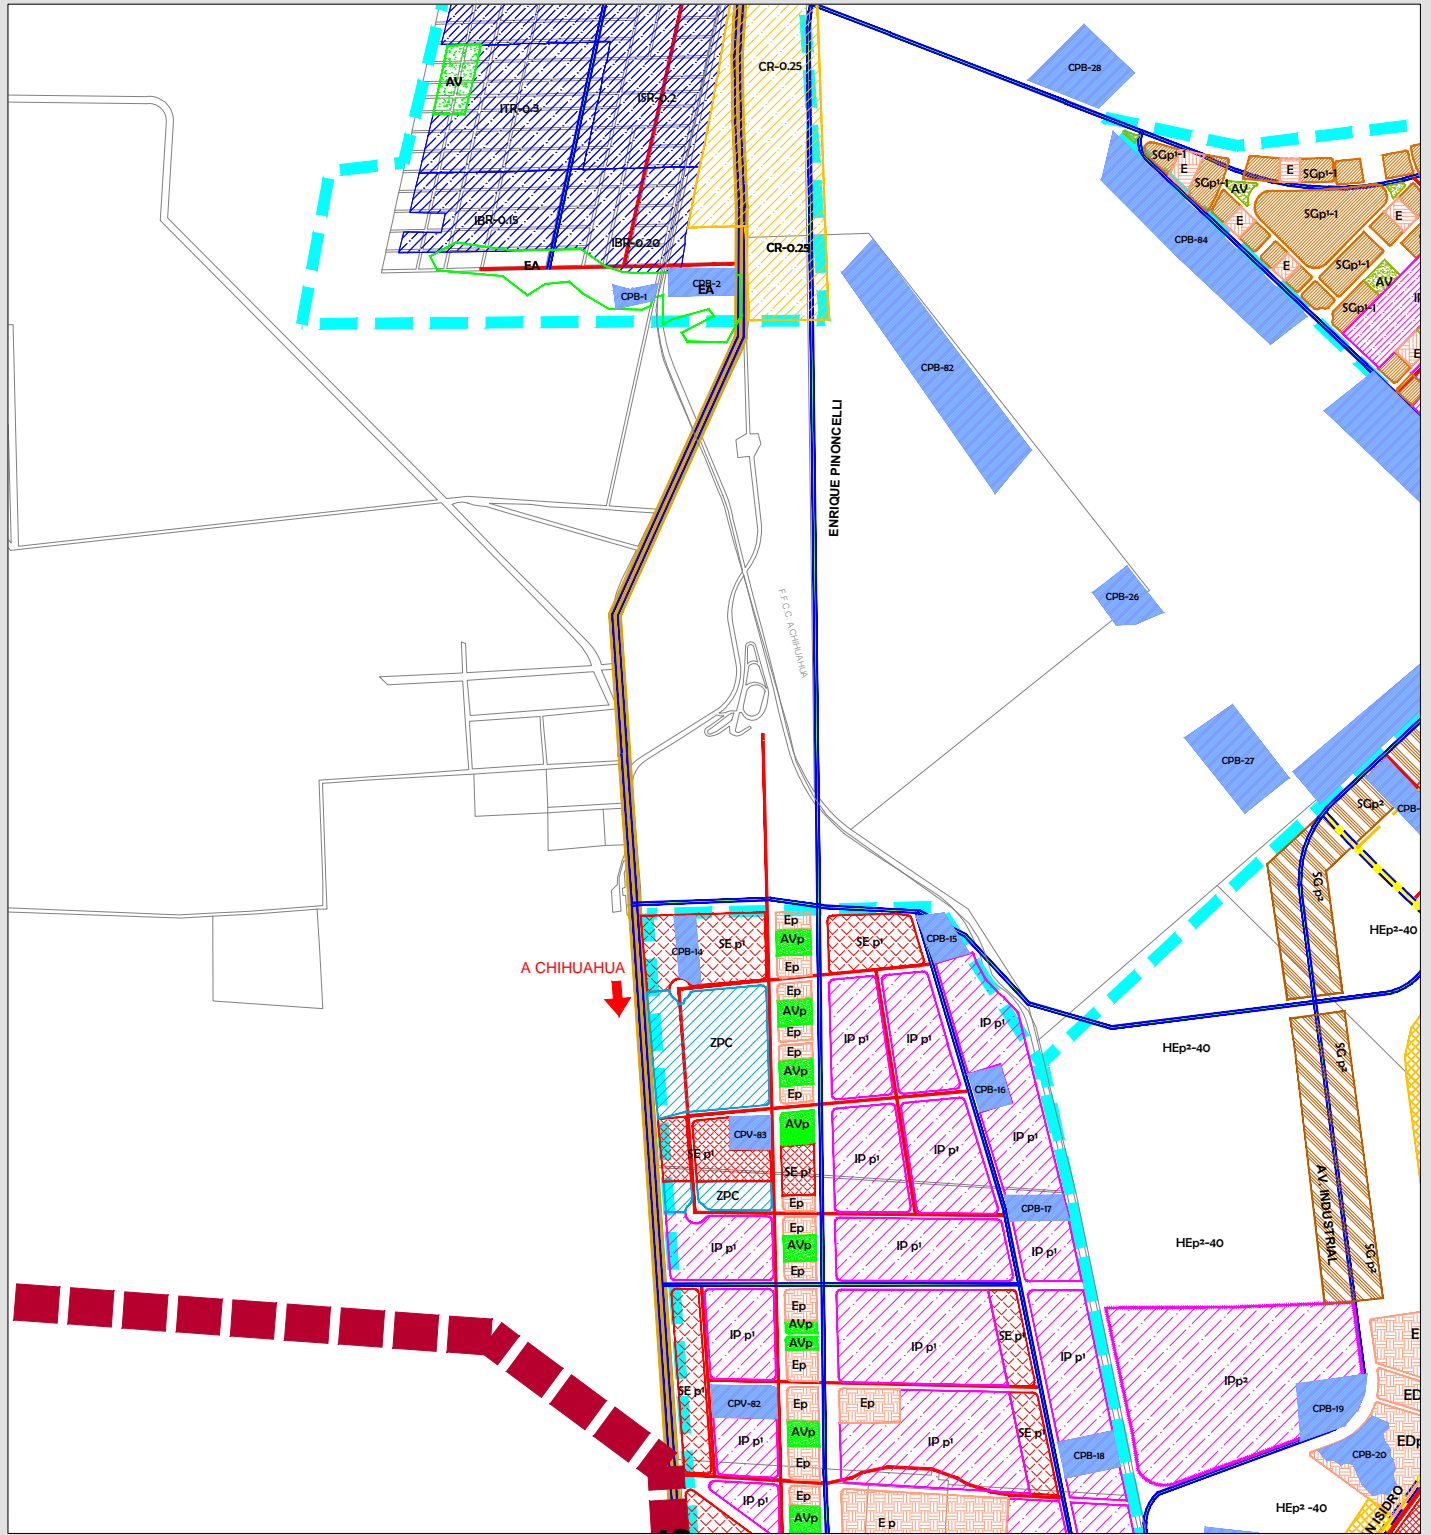 CR-0.25
CPB-28
AV
ISR-0.2
ITR-0.3
SGp¹-1
E
E
SGp¹-1
SGp¹-1
AV
SGp¹-1
E
E
IBR-0.15
CPB-84
IBR-0.20
CR-0.25
EA
E
SGp¹-1
AV
CPB-2
EA
CPB-1
SGp¹-1
E
CPB-82
ENRIQUE PINONCELLI
CPB-26
F.F.C.C. A CHIHUAHUA
CPB-27
SGp²
CPB-
SG p²
Ep
HEp²-40
AVp
SE p¹
SE p¹
CPB-15
CPB-14
A CHIHUAHUA
Ep
Ep
AVp
IP p¹
Ep
IP p¹
IP p¹
ZPC
HEp²-40
Ep
SG p²
AVp
CPB-16
Ep
AVp
CPV-83
IP p¹
IP p¹
SE p¹
IP p¹
SE p¹
ZPC
Ep
CPB-17
AV. INDUSTRIAL
Ep
HEp²-40
IP p¹
AVp
IP p¹
IP p¹
SG p²
Ep
Ep
AVp
IP p¹
SE p¹
AVp
IP p¹
IP p¹
Ep
IPp²
SE p¹
CPV-82
Ep
Ep
CPB-19
AVp
SE p¹
IP p¹
IP p¹
CPB-18
CPB-20
Ep
Ep
IP p¹
HEp² -40
AVp
E p
N ISIDRO